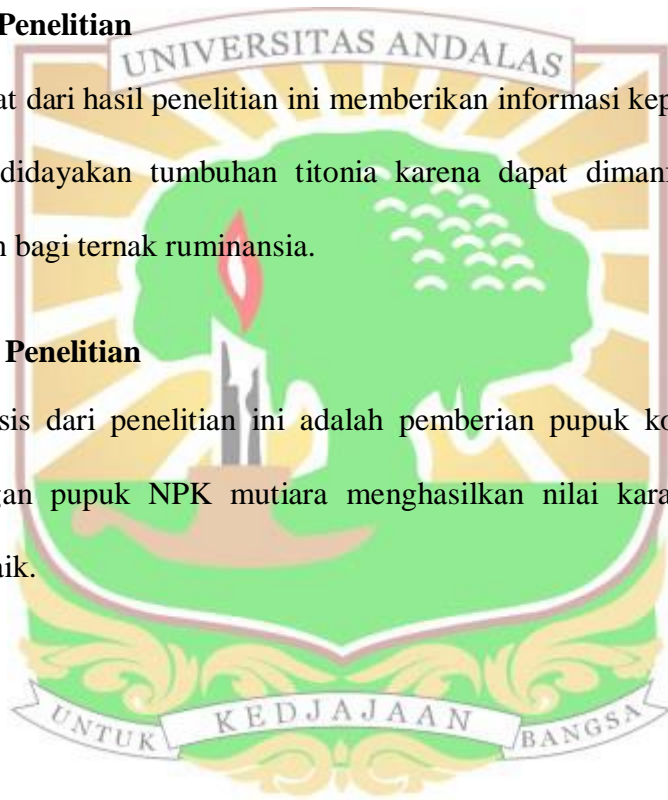 Penelitian
UNIVERSITAS ANDALAS
at dari hasil penelitian ini memberikan informasi kep
didayakan tumbuhan titonia karena dapat diman
n bagi ternak ruminansia.
Penelitian
sis dari penelitian ini adalah pemberian pupuk ko
gan pupuk NPK mutiara menghasilkan nilai kara
aik.
UNTUK KEDJAJAAN BANGSA